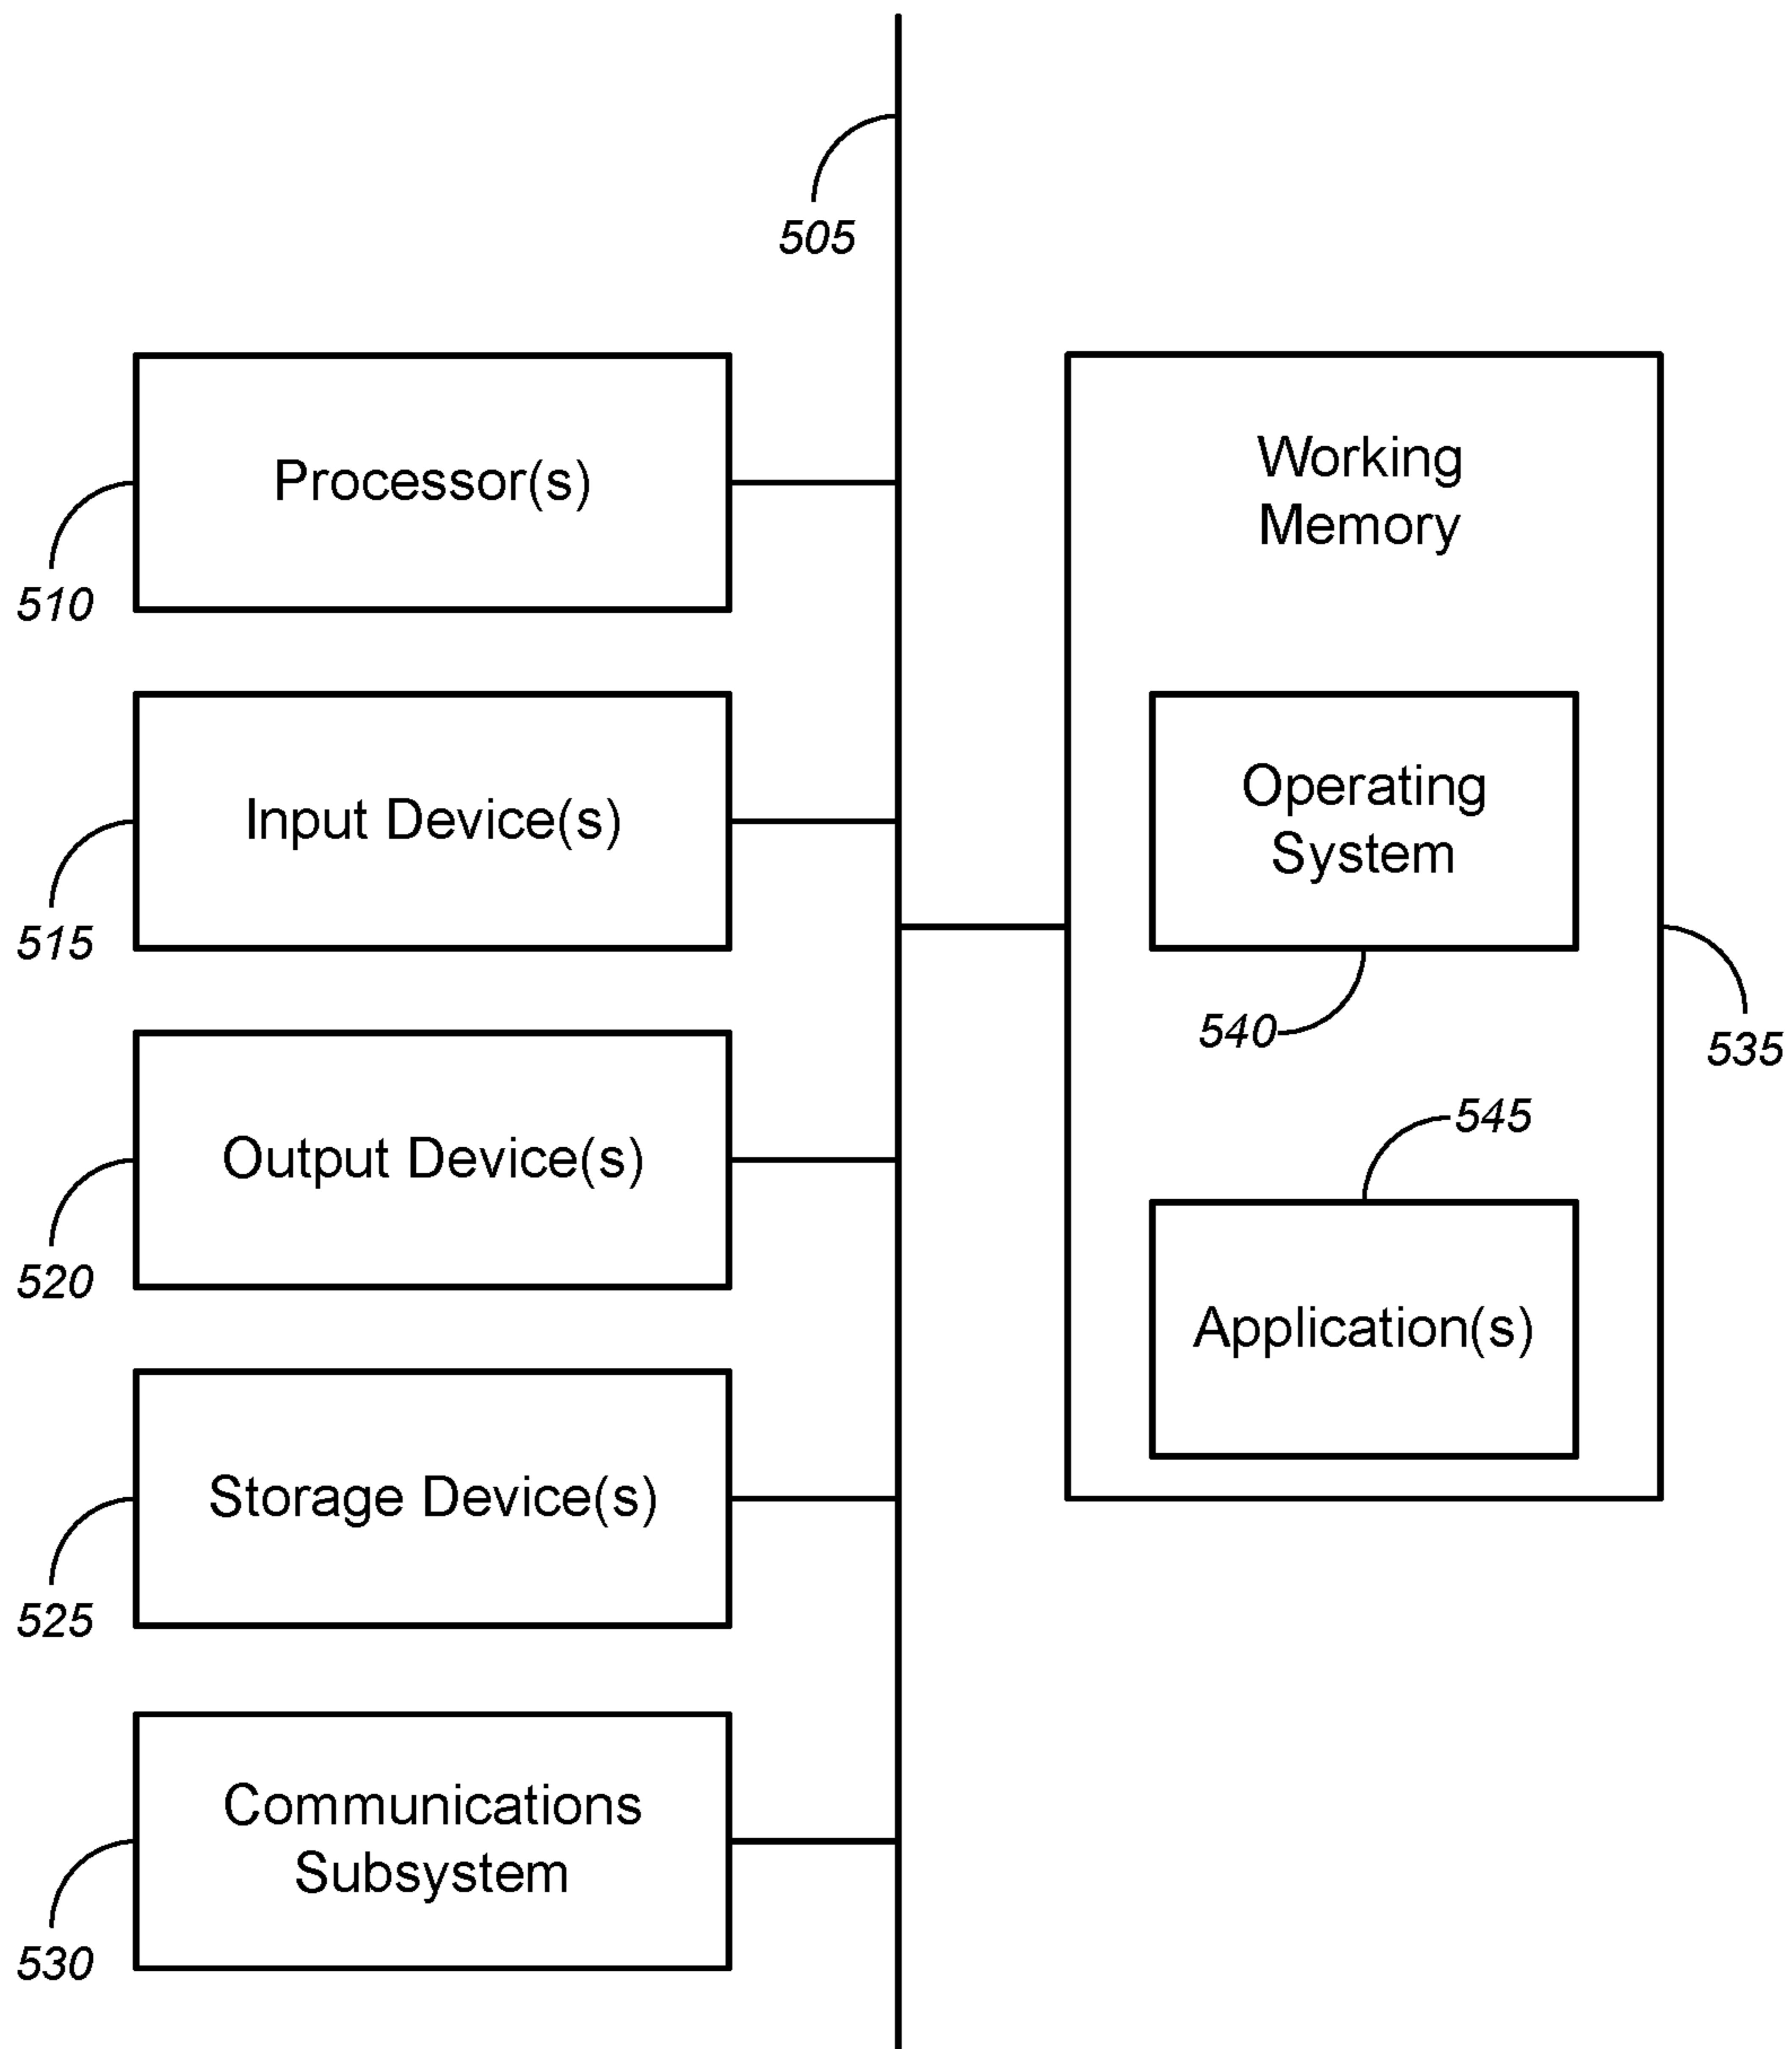 505
Processor(s)
510
Input Device(s)
515
Output Device(s)
520
Storage Device(s)
525
Communications
Subsystem
530
Working
Memory
Operating
System
540
535
545
Application(s)